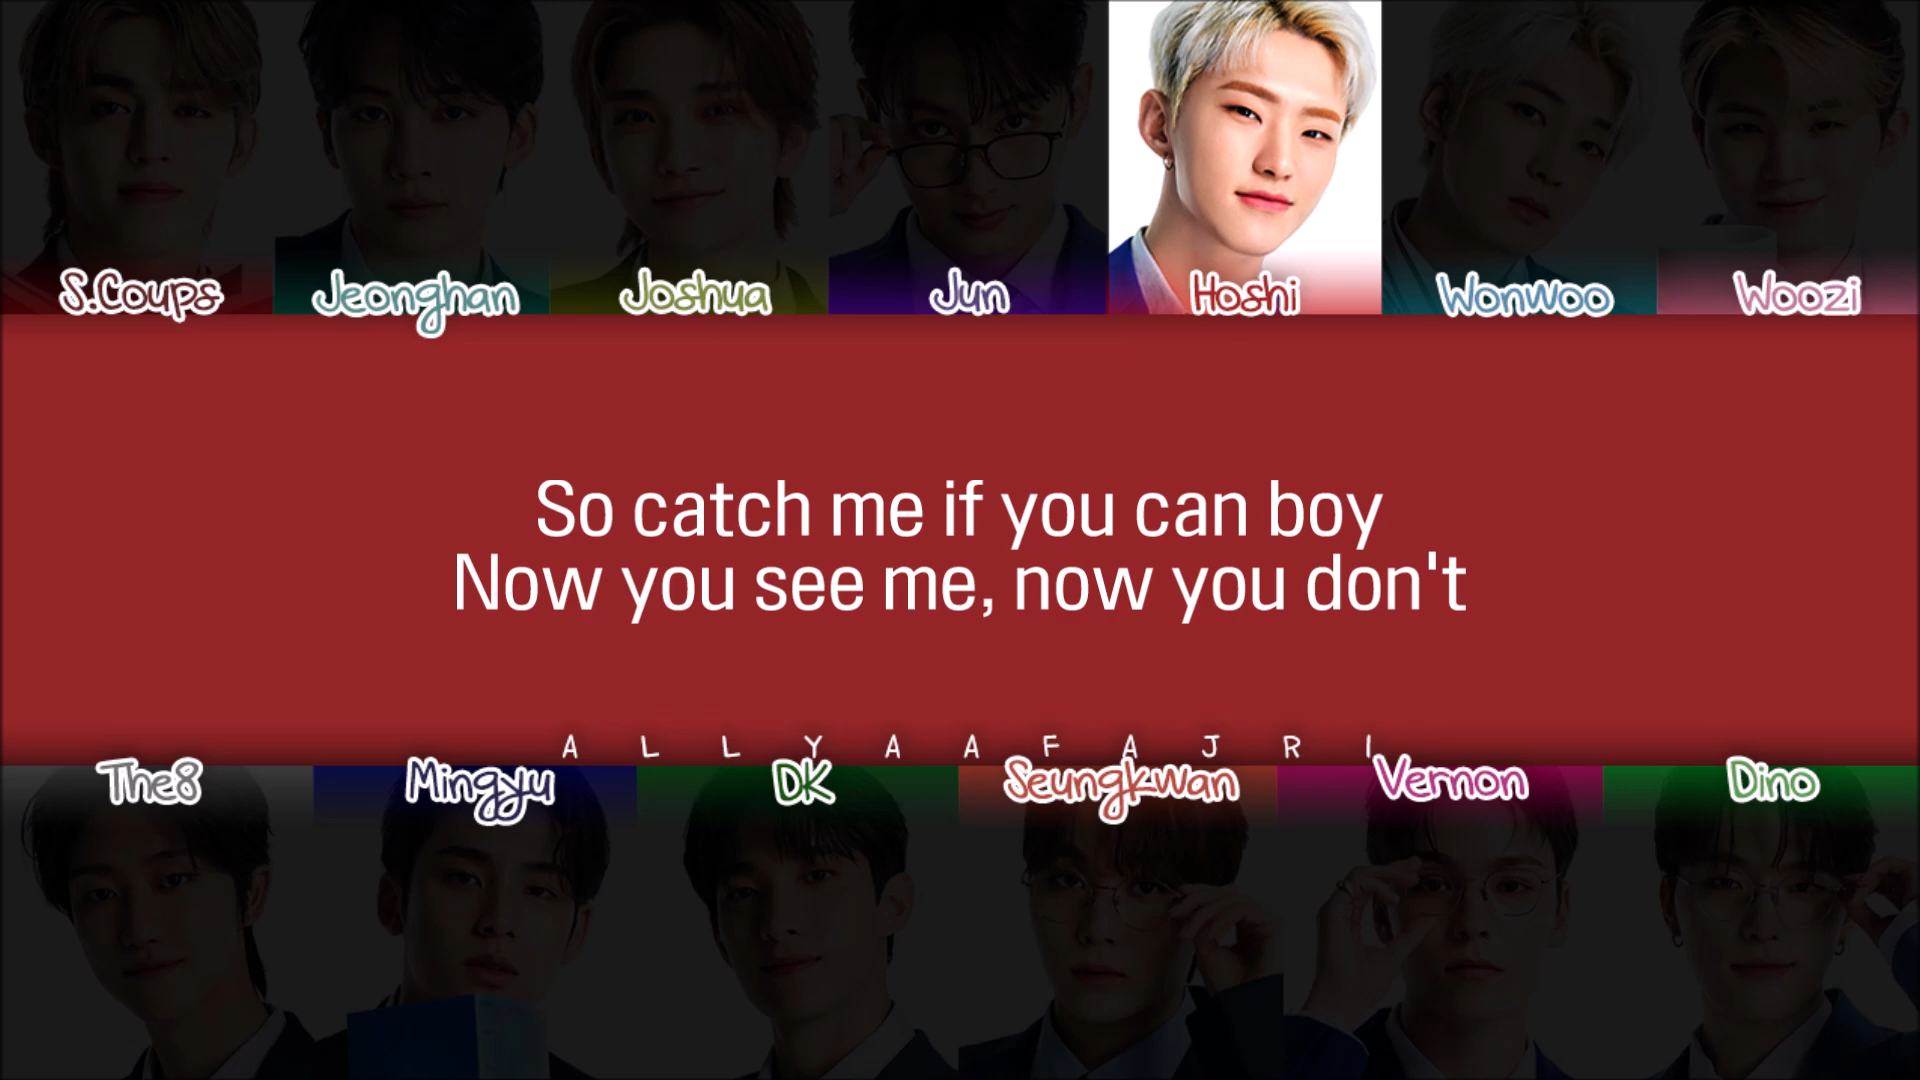 S.Coups Jeonghan Joshua Jun Hoshi Wonwoo Woozi
So catch me if you can boy
Now you see me, now you don't
A L L Y A A F A J R I
The8 Mingyu DK Seungkwan Vernon Dino